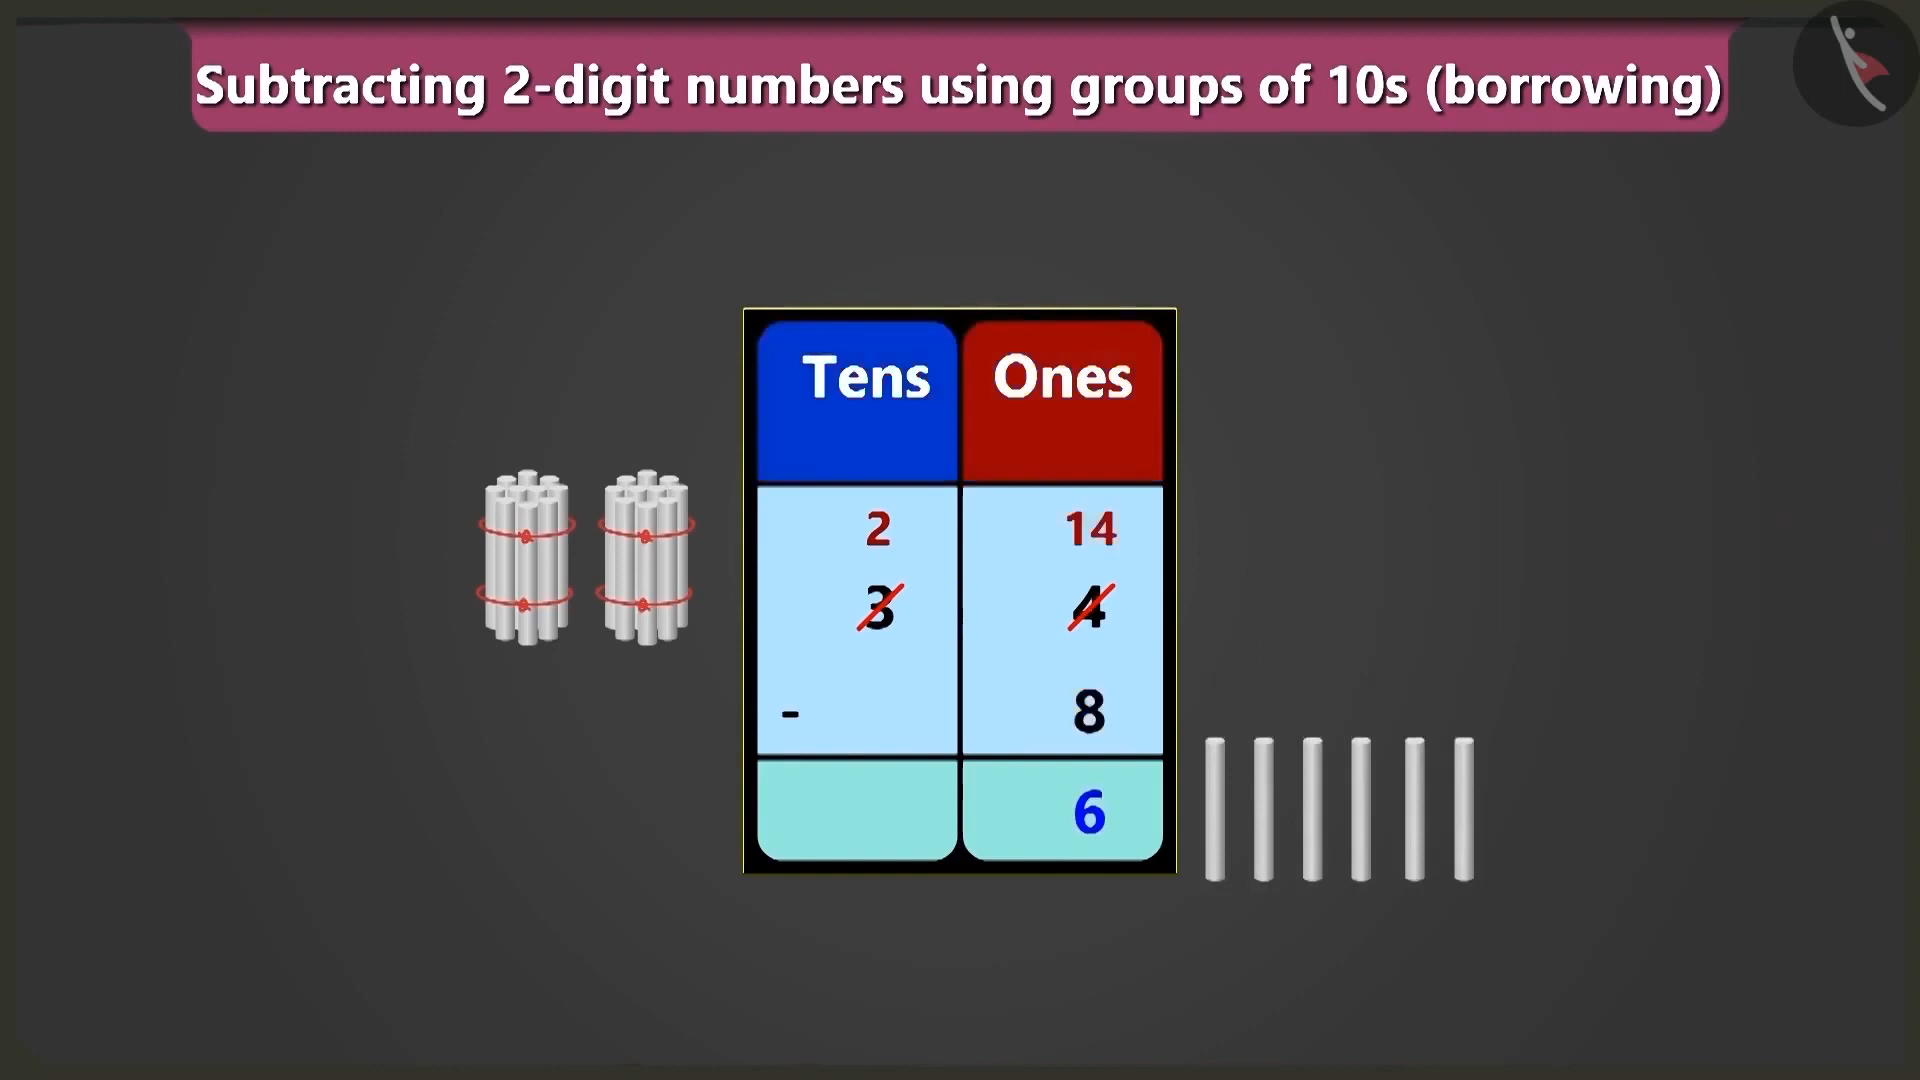 Subtracting 2-digit numbers using groups of 10s (borrowing)
Tens Ones
2 14
3 4
- 8
6